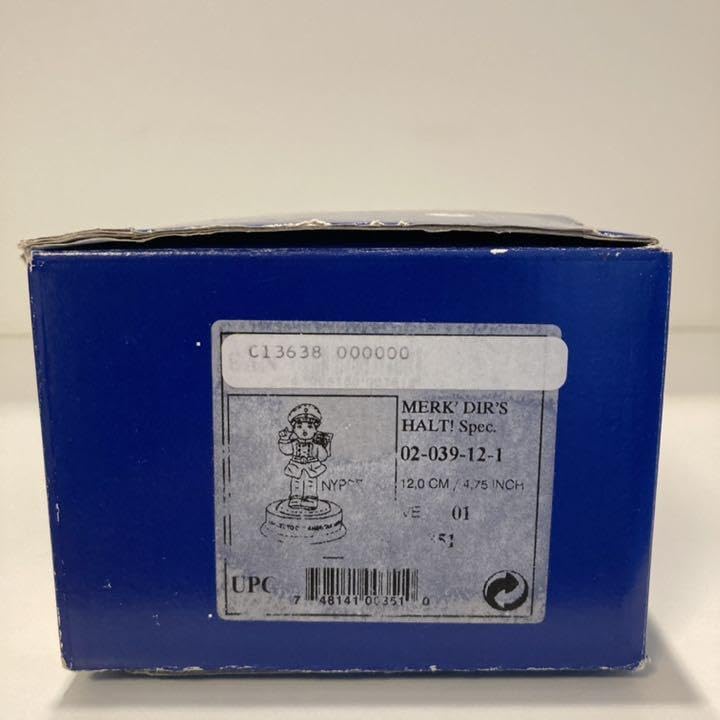 C13638 000000
MERK' DIR'S
HALT! Spec.
02-039-12-1
12,0 CM / 4,75 INCH
VE 01
51
UPC
7 48141 00351 0